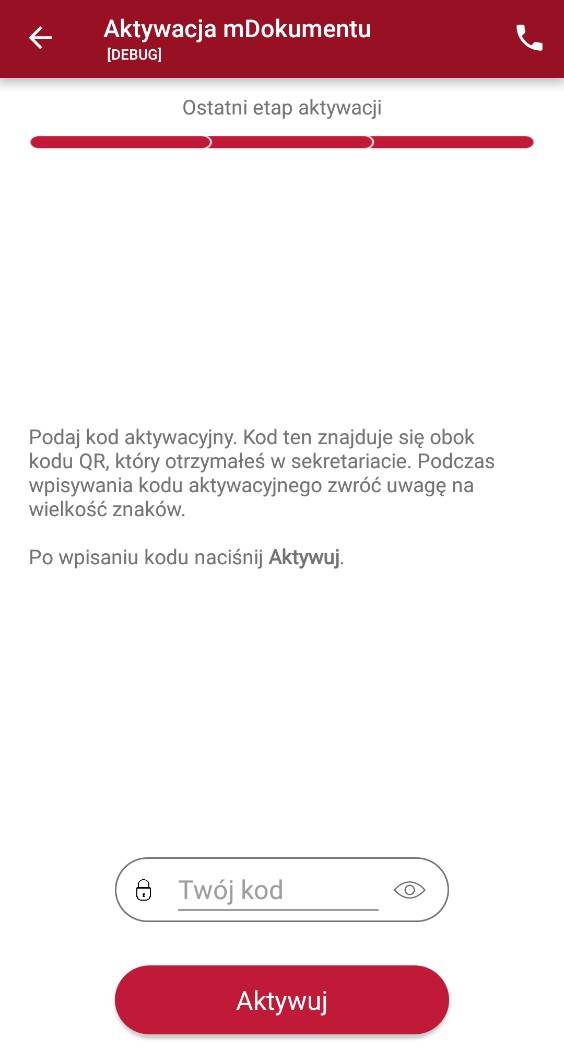 Aktywacja mDokumentu
[DEBUG]
Ostatni etap aktywacji
Podaj kod aktywacyjny. Kod ten znajduje się obok
kodu QR, który otrzymałeś w sekretariacie. Podczas
wpisywania kodu aktywacyjnego zwróć uwagę na
wielkość znaków.
Po wpisaniu kodu naciśnij Aktywuj.
Twój kod
Aktywuj